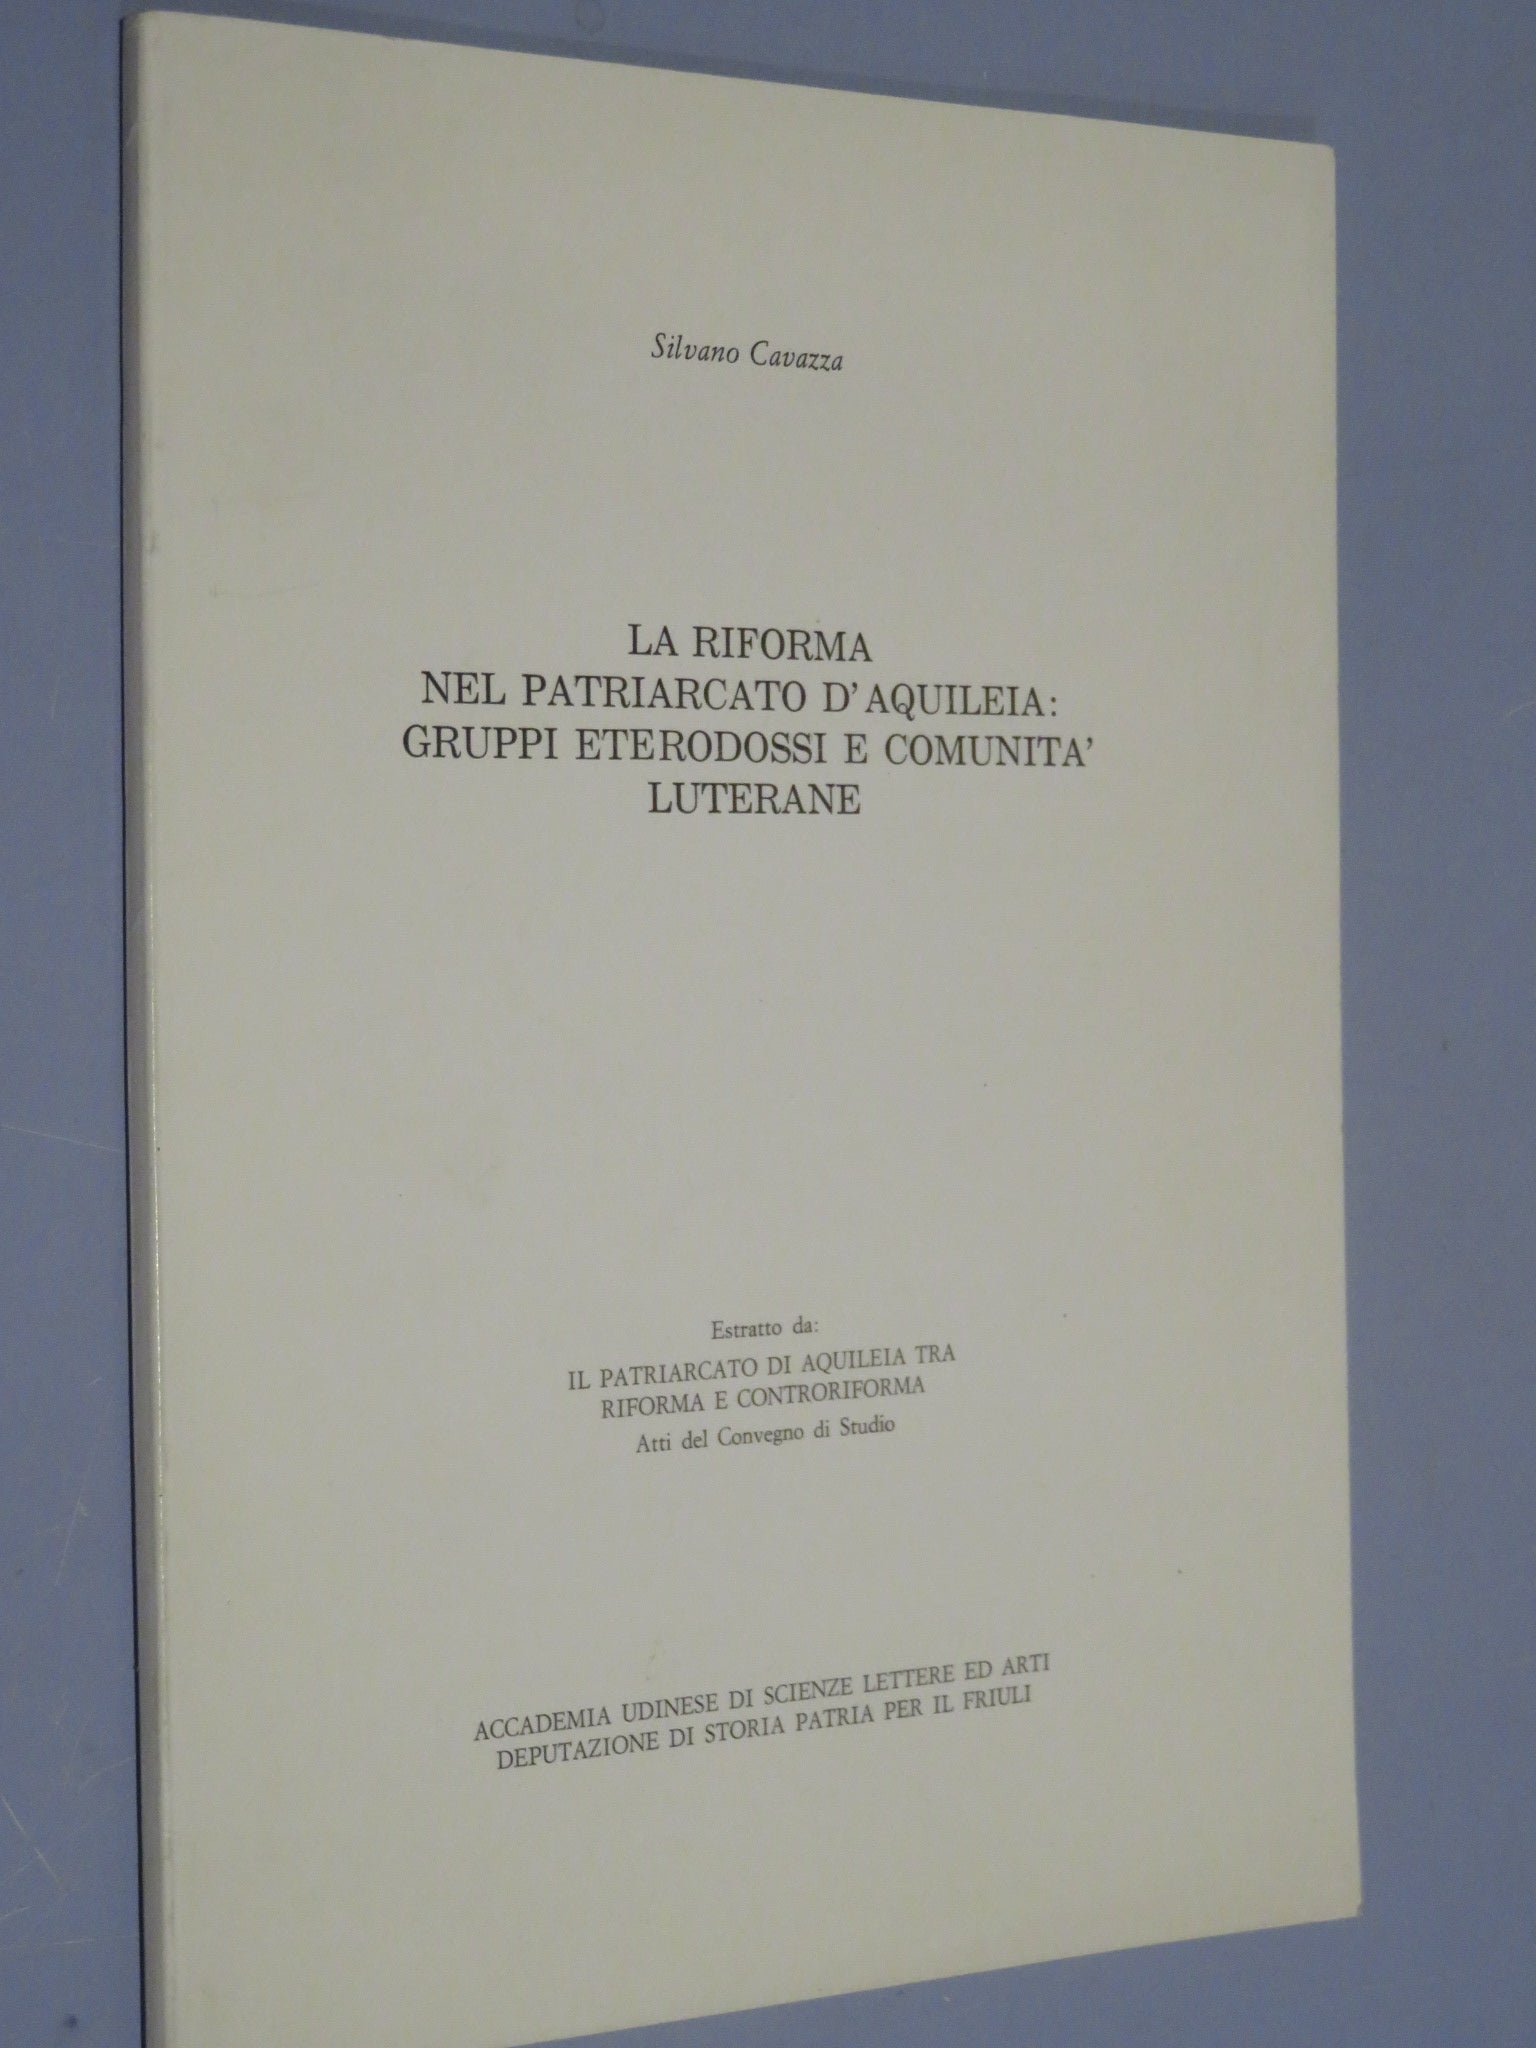 Silvano Cavazza
LA RIFORMA
NEL PATRIARCATO D'AQUILEIA:
GRUPPI ETERODOSSI E COMUNITA'
LUTERANE
Estratto da:
IL PATRIARCATO DI AQUILEIA TRA
RIFORMA E CONTRORIFORMA
Atti del Convegno di Studio
ACCADEMIA UDINESE DI SCIENZE LETTERE ED ARTI
DEPUTAZIONE DI STORIA PATRIA PER IL FRIULI